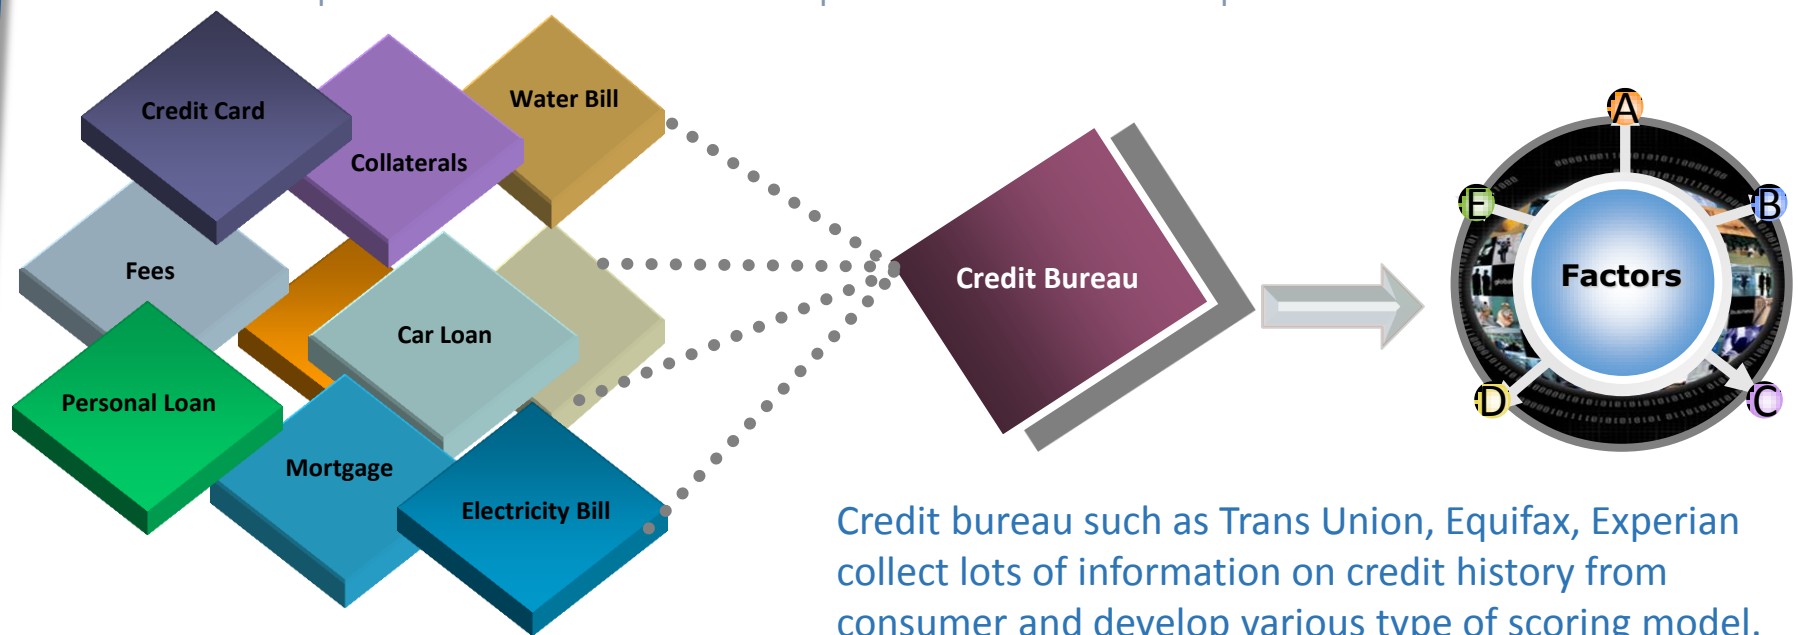 Water Bill
Credit Card
Collaterals
Fees
Car Loan
Personal Loan
Mortgage
Electricity Bill
Credit Bureau
A
B
C
D
E
Factors
Credit bureau such as Trans Union, Equifax, Experian
collect lots of information on credit history from
consumer and develop various type of scoring model.